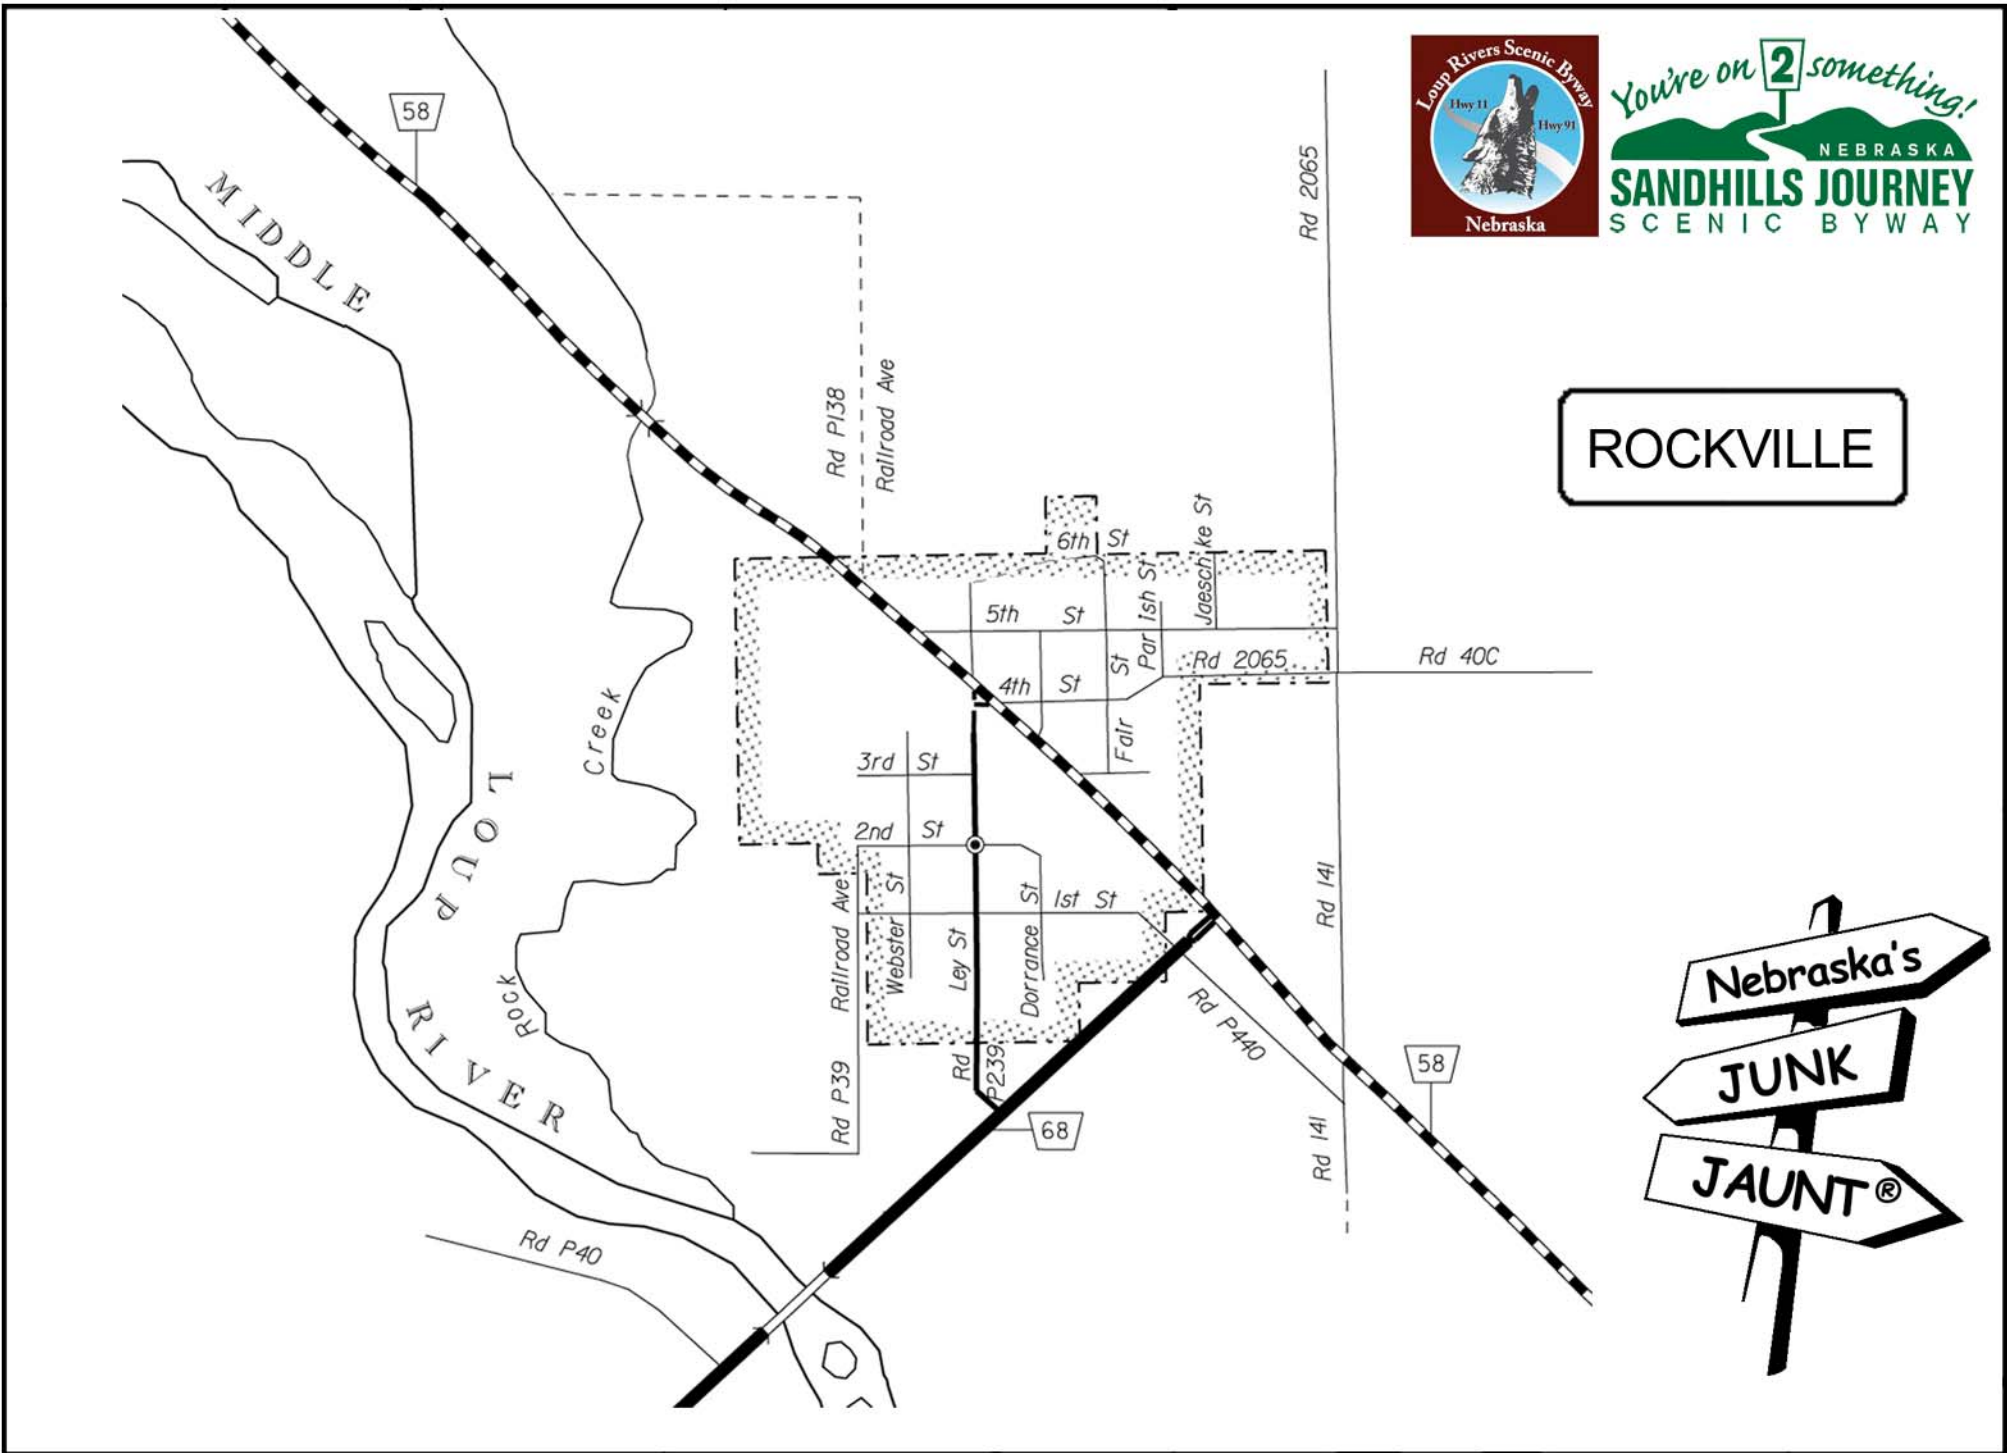 Loup Rivers Scenic Byway
Hwy 11
Hwy 91
Nebraska
You're on 2 something!
NEBRASKA
SANDHILLS JOURNEY
SCENIC BYWAY
58
MIDDLE
Rd 2065
Rd P138
Railroad Ave
ROCKVILLE
6th St
Jaeschke St
Parish St
5th St
Rd 2065
Rd 40C
4th St
Fair St
Creek
3rd St
LOUP
2nd St
Rd 141
1st St
Webster St
Dorrance St
Railroad Ave
Ley St
Nebraska's
Rock
RIVER
Rd P440
Rd P239
58
JUNK
Rd P39
68
Rd 141
JAUNT®
Rd P40